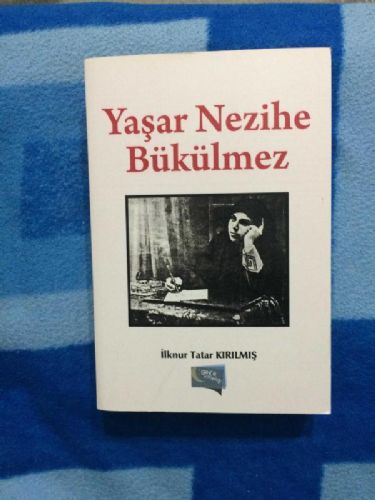 Yaşar Nezihe
Bükülmez
İlknur Tatar KIRILMIŞ